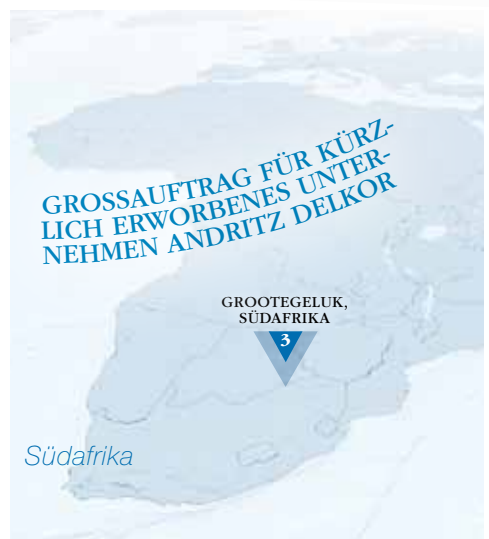 GROSSAUFTRAG FÜR KÜRZ-
LICH ERWORBENES UNTER-
NEHMEN ANDRITZ DELKOR
GROOTEGELUK,
SÜDAFRIKA
3
Südafrika